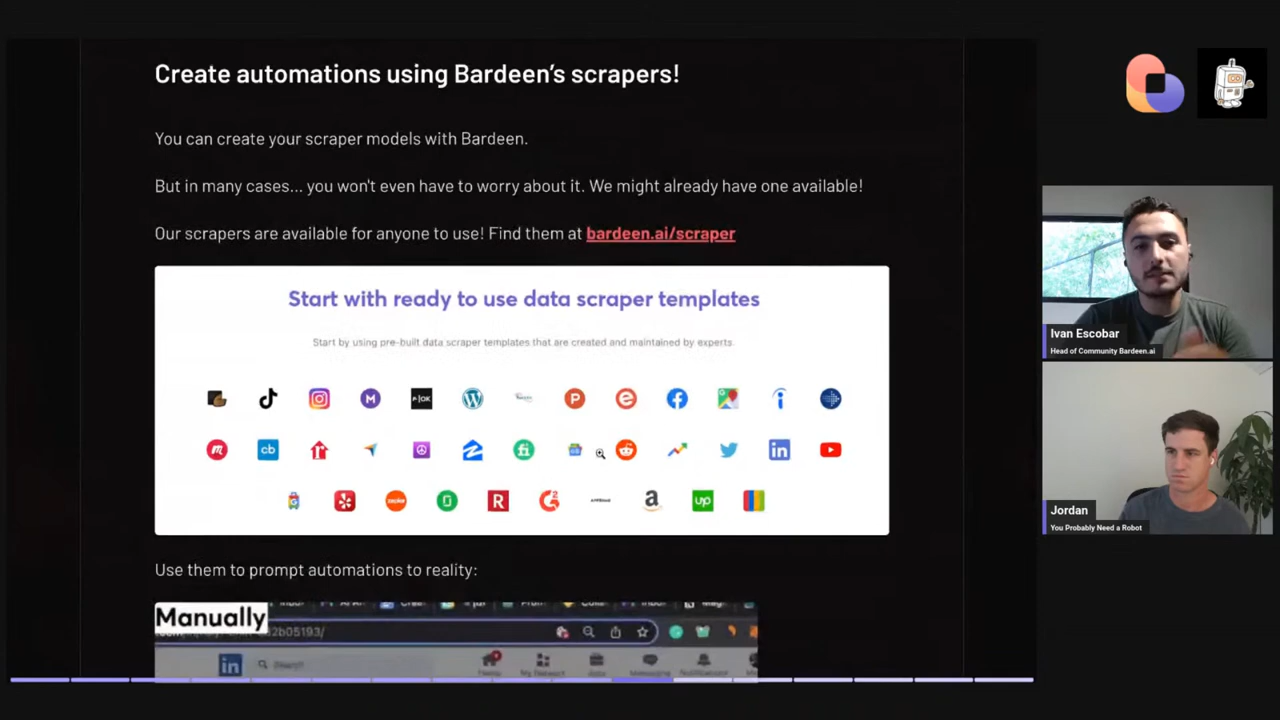 Create automations using Bardeen’s scrapers!
You can create your scraper models with Bardeen.
But in many cases... you won't even have to worry about it. We might already have one available!
Our scrapers are available for anyone to use! Find them at bardeen.ai/scraper
Start with ready to use data scraper templates
Start by using pre-built data scraper templates that are created and maintained by experts.
Use them to prompt automations to reality:
Manually
Search
Ivan Escobar
Head of Community Bardeen.ai
Jordan
You Probably Need a Robot